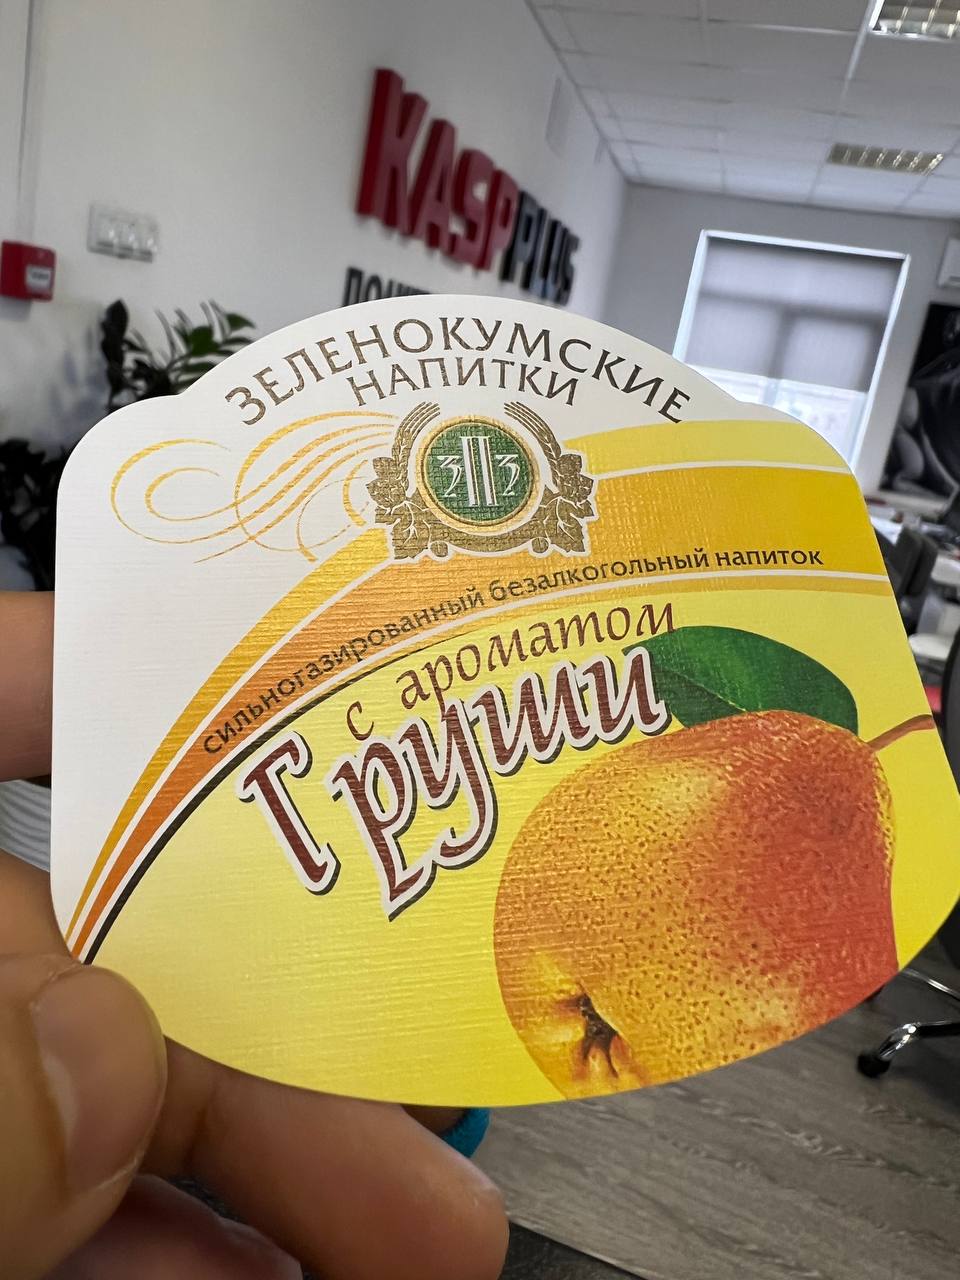 KASPPLUS
ЗЕЛЕНОКУМСКИЕ
НАПИТКИ
ЗПЗ
сильногазированный безалкогольный напиток
с ароматом
Груши